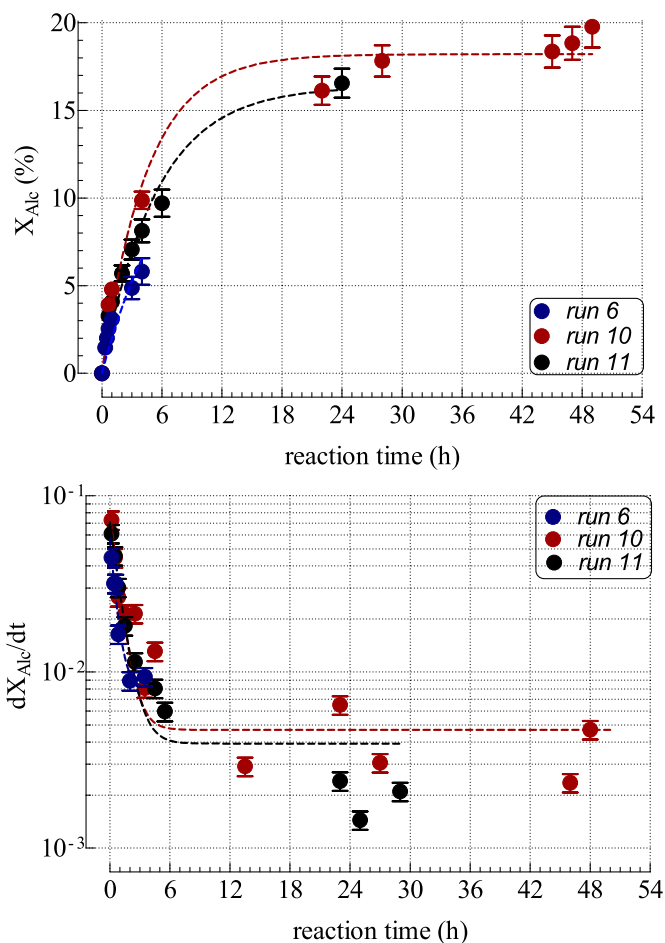 20
15
10
5
0
X_Alc (%)
run 6
run 10
run 11
0 6 12 18 24 30 36 42 48 54
reaction time (h)
10⁻¹
10⁻²
10⁻³
dX_Alc/dt
run 6
run 10
run 11
0 6 12 18 24 30 36 42 48 54
reaction time (h)